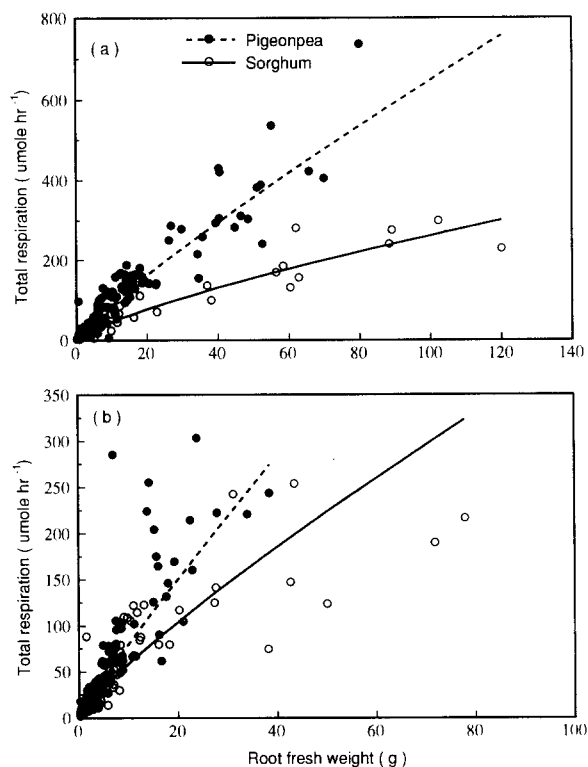 800
600
400
200
0
Total respiration ( umole hr -1 )
( a )
Pigeonpea
Sorghum
0 20 40 60 80 100 120 140
350
300
250
200
150
100
50
0
Total respiration ( umole hr -1 )
( b )
0 20 40 60 80 100
Root fresh weight ( g )